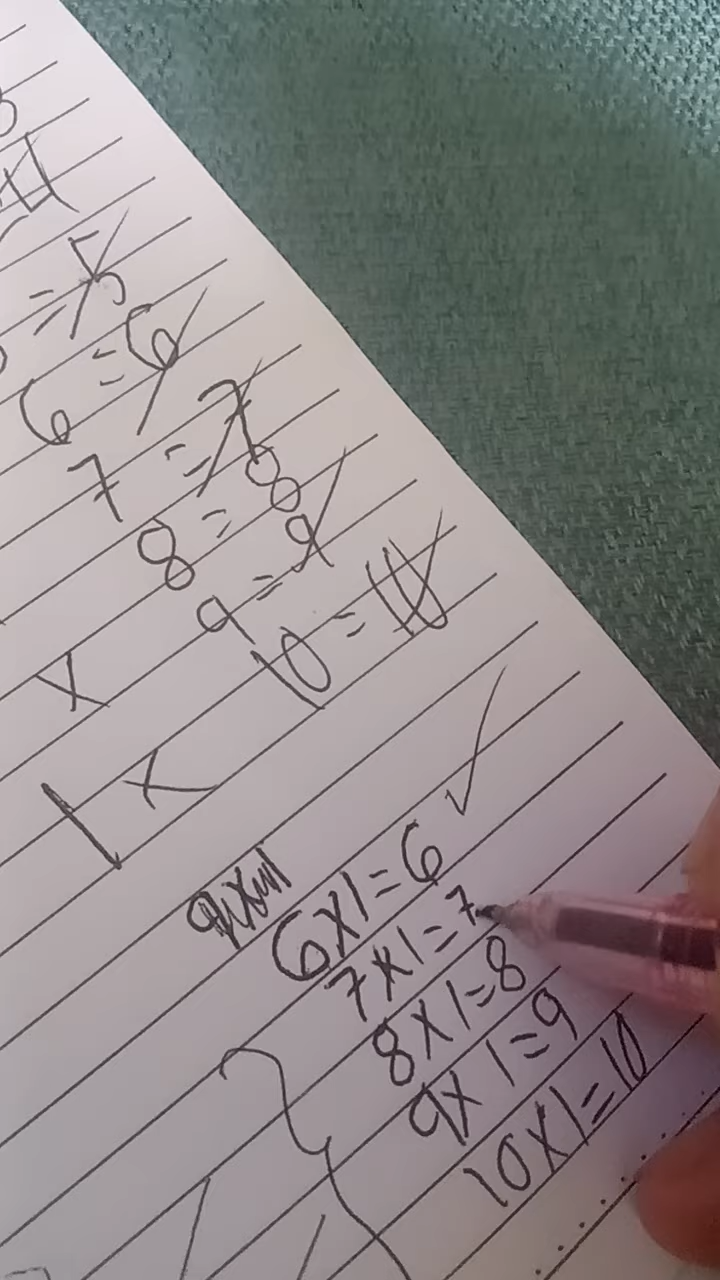 = 5
6 = 6
7 = 7
8 = 8
9 = 9
10 = 10
x
1 x
6x1=6
7x1=7
8x1=8
9x1=9
10x1=10